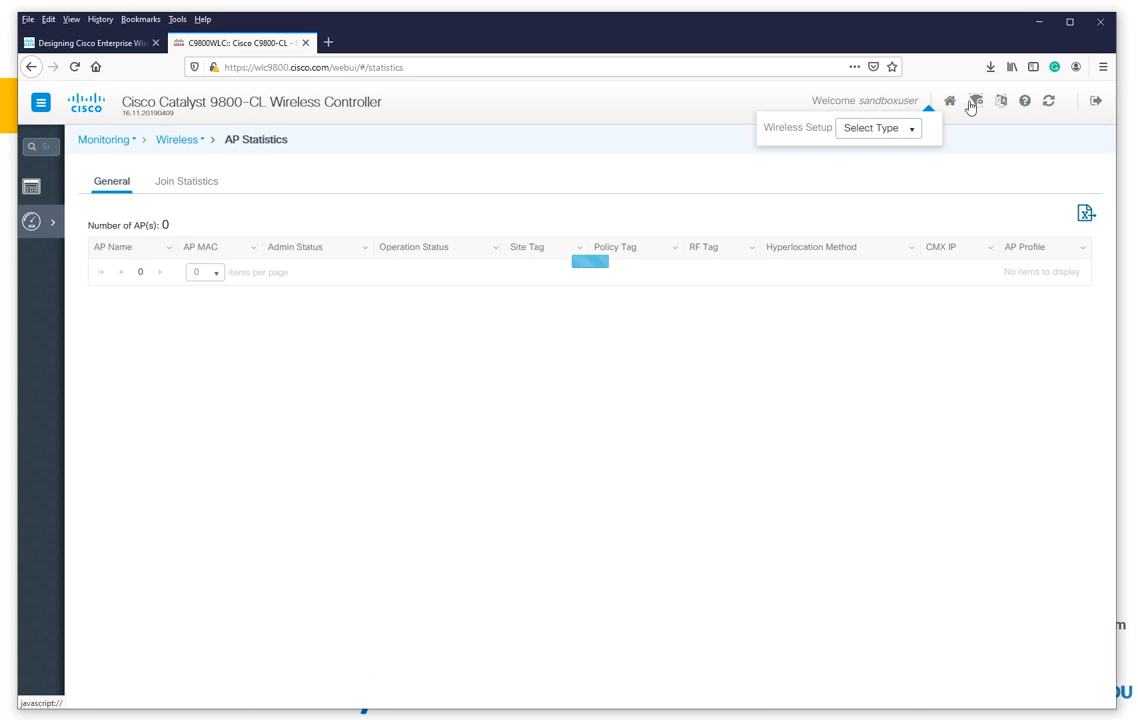 File Edit View History Bookmarks Tools Help
Designing Cisco Enterprise Wir
C9800WLC:: Cisco C9800-CL -
https://wlc9800.cisco.com/webui/#/statistics
CISCO
Cisco Catalyst 9800-CL Wireless Controller
16.11.20190409
Welcome sandboxuser
Wireless Setup Select Type
Monitoring > Wireless > AP Statistics
General Join Statistics
Number of AP(s): 0
AP Name AP MAC Admin Status Operation Status Site Tag Policy Tag RF Tag Hyperlocation Method CMX IP AP Profile
0 0 items per page No items to display
javascript://